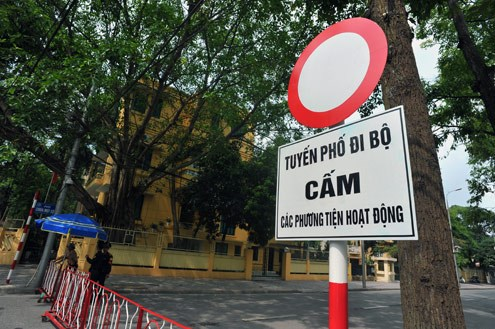 TUYẾN PHỐ ĐI BỘ
CẤM
CÁC PHƯƠNG TIỆN HOẠT ĐỘNG